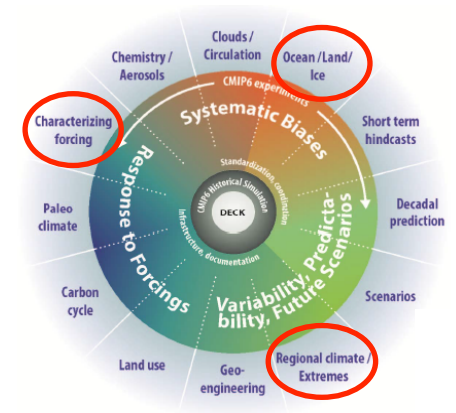 Clouds /
Circulation
Ocean /Land/
Ice
Short term
hindcasts
Decadal
prediction
Scenarios
Regional climate /
Extremes
Geo-
engineering
Land use
Carbon
cycle
Paleo
climate
Characterizing
forcing
Chemistry /
Aerosols
CMIP6 experiments
Systematic Biases
Variability, Predicta-
bility, Future Scenarios
Response to Forcings
Standardization, coordination
Infrastructure, documentation
CMIP6 Historical Simulation
DECK